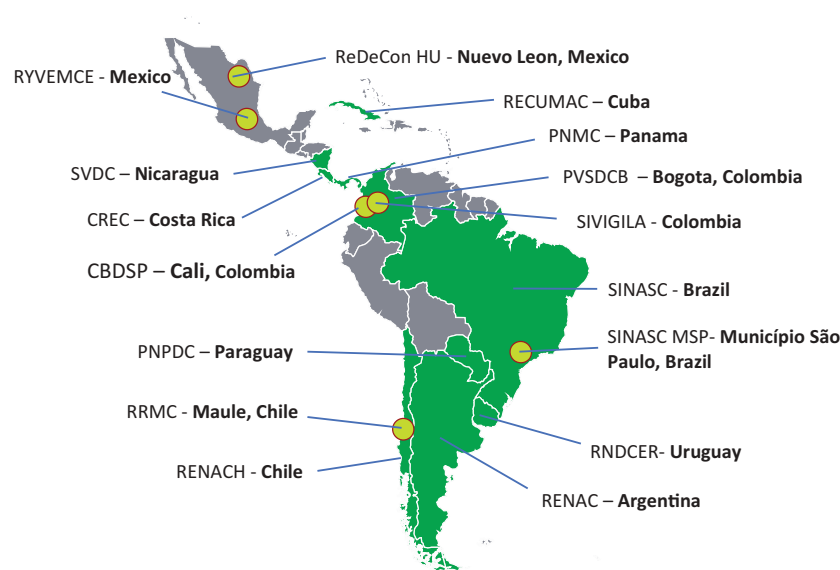 ReDeCon HU - Nuevo Leon, Mexico
RYVEMCE – Mexico
RECUMAC – Cuba
PNMC – Panama
SVDC – Nicaragua
PVSDCB – Bogota, Colombia
CREC – Costa Rica
SIVIGILA - Colombia
CBDSP – Cali, Colombia
SINASC - Brazil
SINASC MSP- Município São
Paulo, Brazil
PNPDC – Paraguay
RRMC - Maule, Chile
RNDCER- Uruguay
RENACH - Chile
RENAC – Argentina